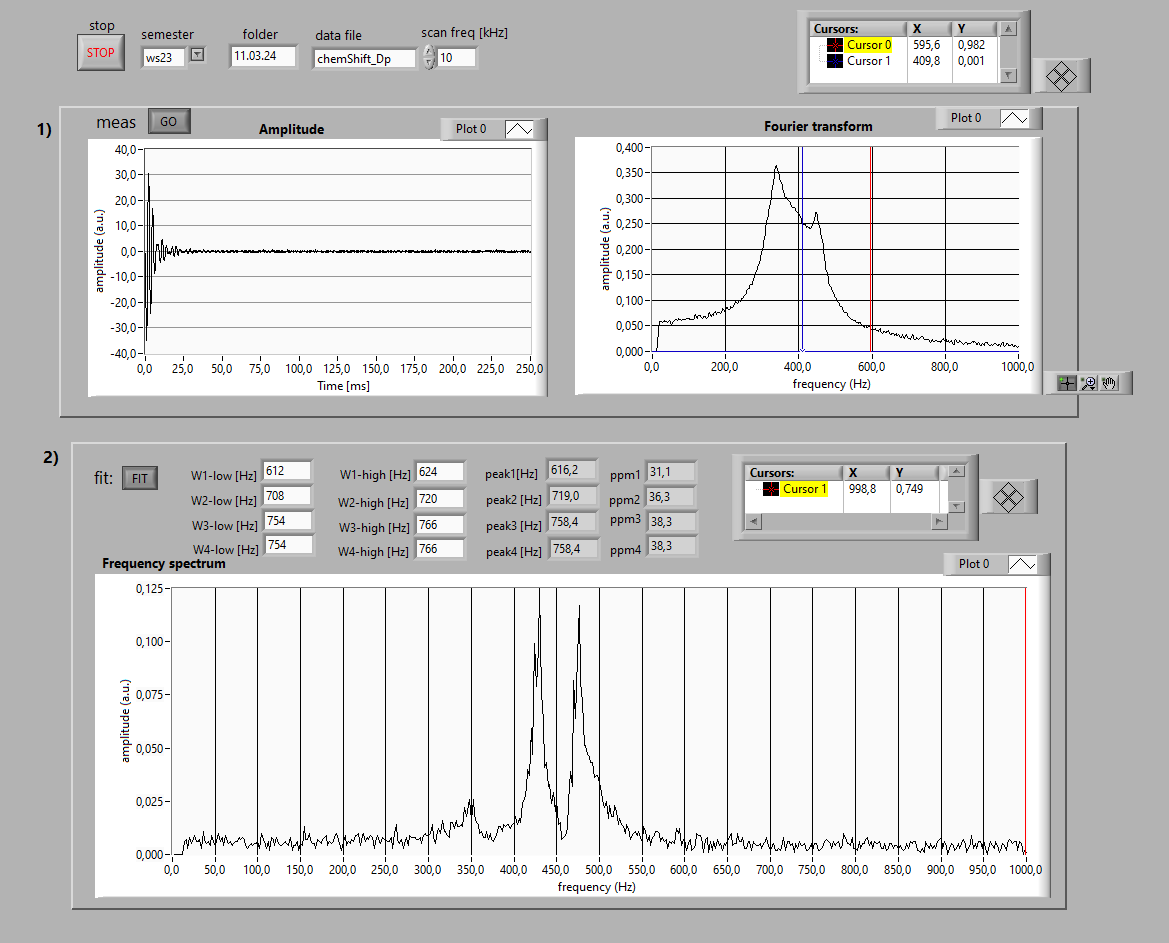 stop
STOP
semester
ws23
folder
11.03.24
data file
chemShift_Dp
scan freq [kHz]
10
Cursors: X Y
Cursor 0 595,6 0,982
Cursor 1 409,8 0,001
1)
meas GO
Amplitude
Plot 0
40,0
30,0
20,0
10,0
0,0
-10,0
-20,0
-30,0
-40,0
amplitude (a.u.)
0,0 25,0 50,0 75,0 100,0 125,0 150,0 175,0 200,0 225,0 250,0
Time [ms]
Fourier transform
Plot 0
0,400
0,350
0,300
0,250
0,200
0,150
0,100
0,050
0,000
amplitude (a.u.)
0,0 200,0 400,0 600,0 800,0 1000,0
frequency (Hz)
2)
fit: FIT
W1-low [Hz] 612 W1-high [Hz] 624 peak1[Hz] 616,2 ppm1 31,1
W2-low [Hz] 708 W2-high [Hz] 720 peak2 [Hz] 719,0 ppm2 36,3
W3-low [Hz] 754 W3-high [Hz] 766 peak3 [Hz] 758,4 ppm3 38,3
W4-low [Hz] 754 W4-high [Hz] 766 peak4 [Hz] 758,4 ppm4 38,3
Cursors: X Y
Cursor 1 998,8 0,749
Frequency spectrum
Plot 0
0,125
0,100
0,075
0,050
0,025
0,000
amplitude (a.u.)
0,0 50,0 100,0 150,0 200,0 250,0 300,0 350,0 400,0 450,0 500,0 550,0 600,0 650,0 700,0 750,0 800,0 850,0 900,0 950,0 1000,0
frequency (Hz)